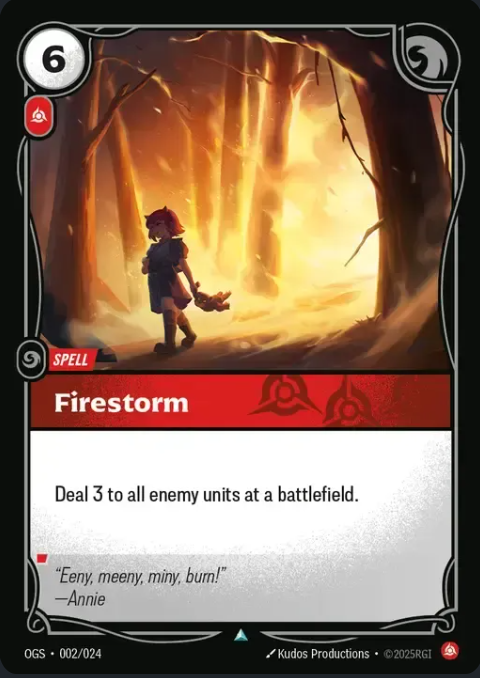 6
SPELL
Firestorm
Deal 3 to all enemy units at a battlefield.
“Eeny, meeny, miny, burn!”
—Annie
OGS • 002/024
Kudos Productions • ©2025RGI